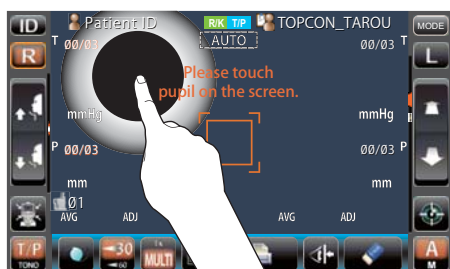 ID Patient ID R/K T/P TOPCON_TAROU MODE
R T 00/03 AUTO 00/03 T L
Please touch
pupil on the screen.
mmHg mmHg
P 00/03 00/03 P
mm mm
01
AVG ADJ AVG ADJ
T/P TONO 30 60 MULTI A M